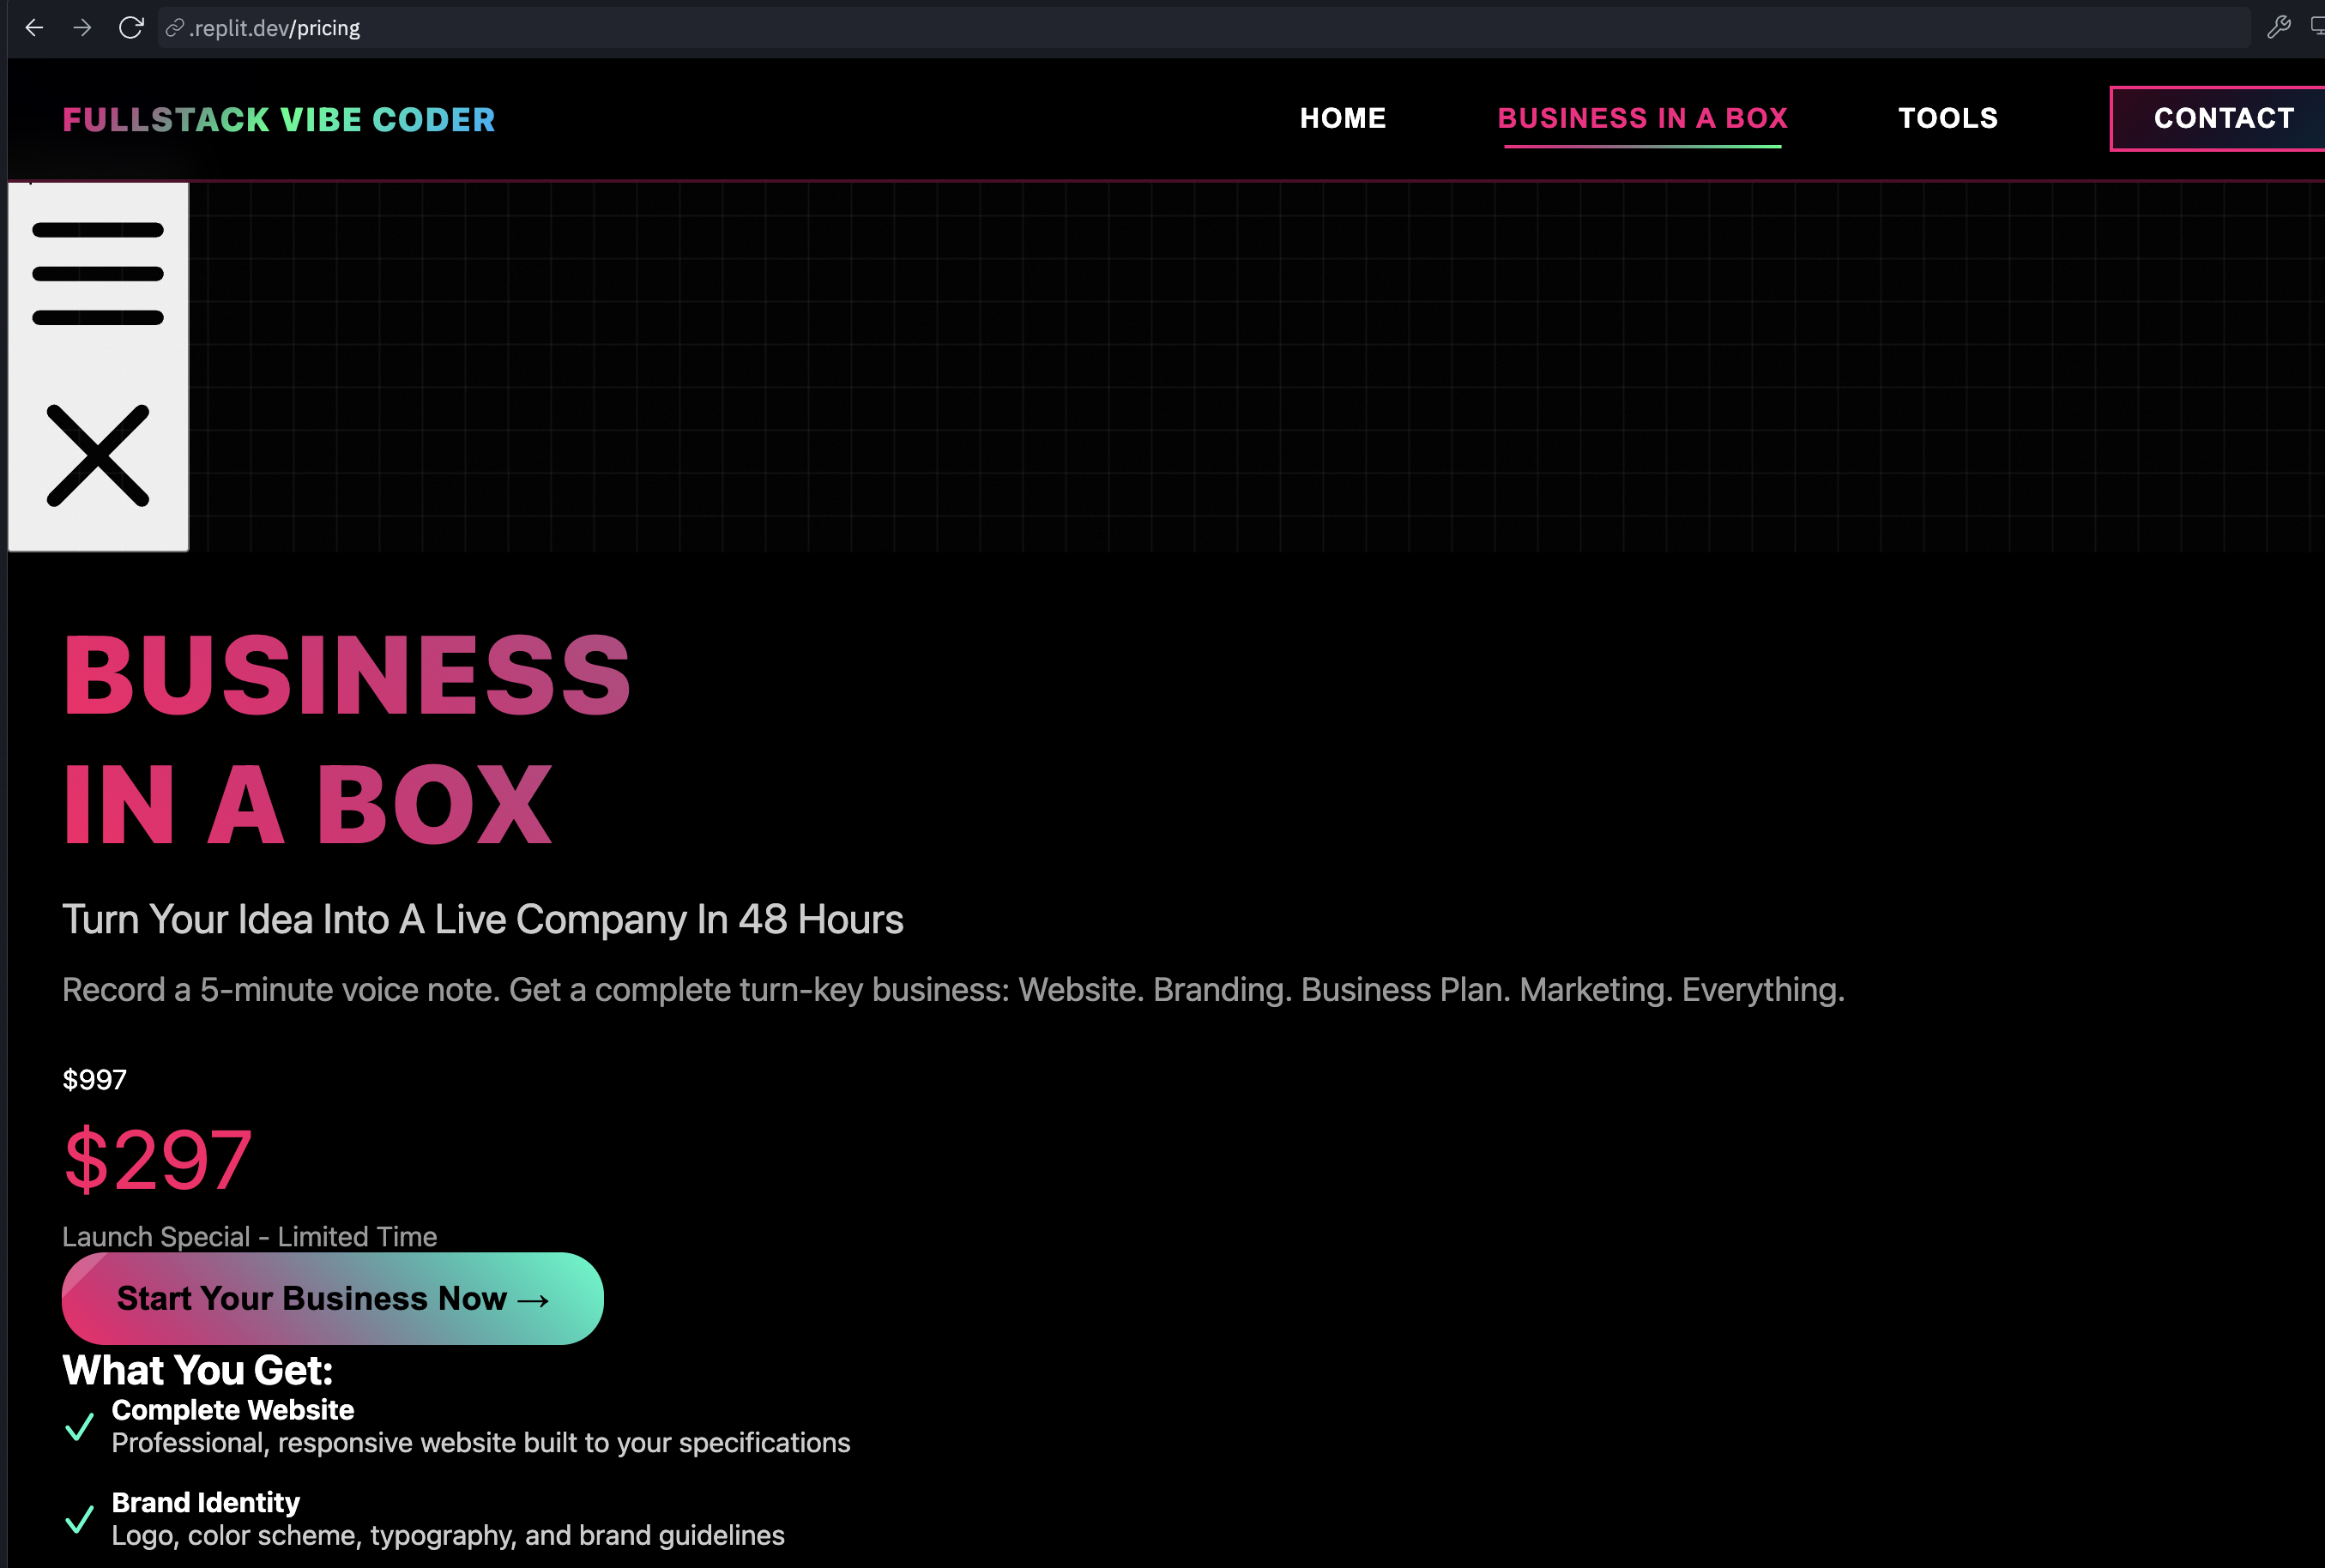 .replit.dev/pricing
FULLSTACK VIBE CODER
HOME
BUSINESS IN A BOX
TOOLS
CONTACT
BUSINESS
IN A BOX
Turn Your Idea Into A Live Company In 48 Hours
Record a 5-minute voice note. Get a complete turn-key business: Website. Branding. Business Plan. Marketing. Everything.
$997
$297
Launch Special - Limited Time
Start Your Business Now →
What You Get:
Complete Website
Professional, responsive website built to your specifications
Brand Identity
Logo, color scheme, typography, and brand guidelines